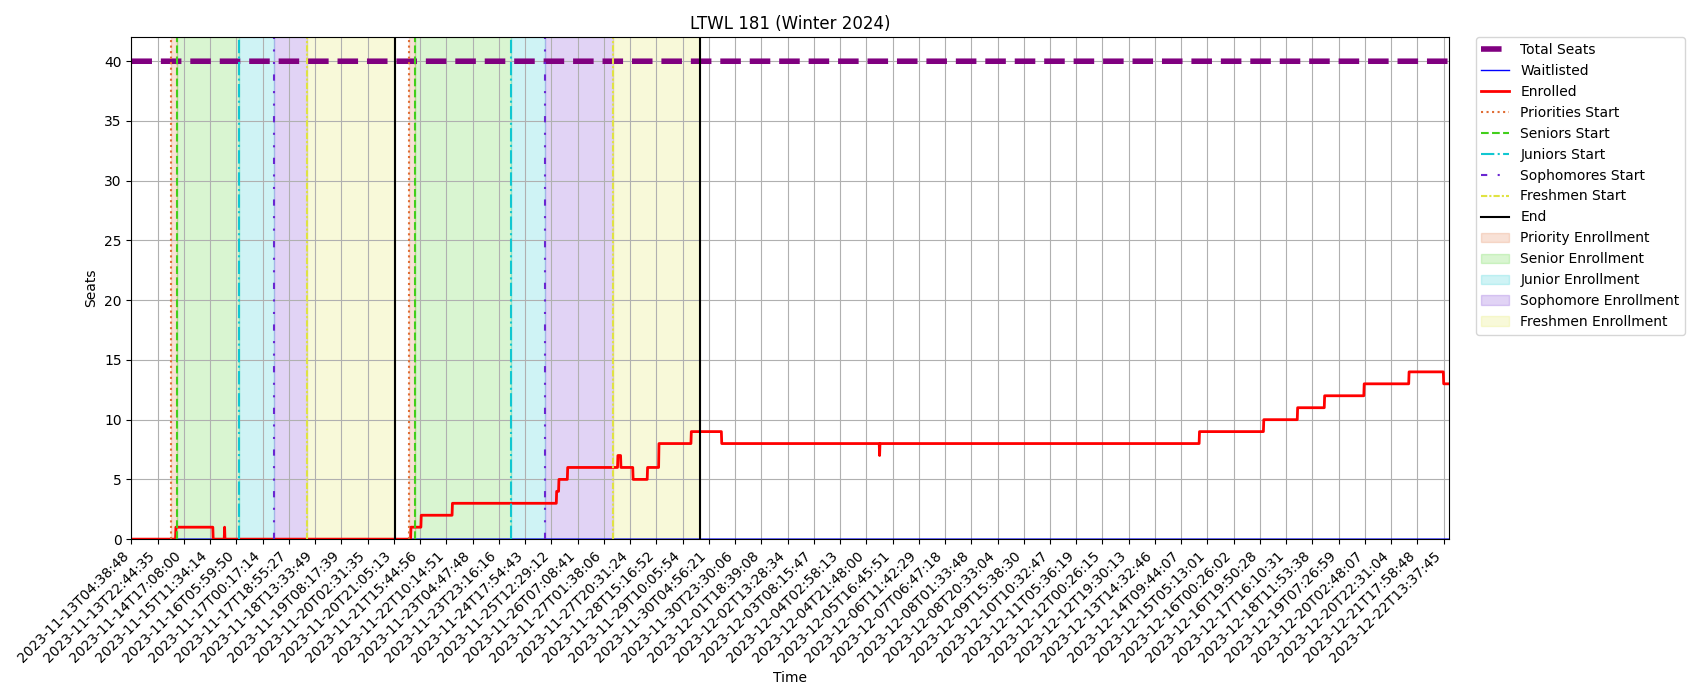 LTWL 181 (Winter 2024)
Seats
40
35
30
25
20
15
10
5
0
2023-11-13T04:38:48
2023-11-13T22:44:35
2023-11-14T17:08:00
2023-11-15T11:34:14
2023-11-16T05:59:50
2023-11-17T00:17:14
2023-11-17T18:55:27
2023-11-18T13:33:49
2023-11-19T08:17:39
2023-11-20T02:31:35
2023-11-20T21:05:13
2023-11-21T15:44:56
2023-11-22T10:14:51
2023-11-23T04:47:48
2023-11-23T23:16:16
2023-11-24T17:54:43
2023-11-25T12:29:12
2023-11-26T07:08:41
2023-11-27T01:38:06
2023-11-27T20:31:24
2023-11-28T15:16:52
2023-11-29T10:05:54
2023-11-30T04:56:21
2023-11-30T23:30:06
2023-12-01T18:39:08
2023-12-02T13:28:34
2023-12-03T08:15:47
2023-12-04T02:58:13
2023-12-04T21:48:00
2023-12-05T16:45:51
2023-12-06T11:42:29
2023-12-07T06:47:18
2023-12-08T01:33:48
2023-12-08T20:33:04
2023-12-09T15:38:30
2023-12-10T10:32:47
2023-12-11T05:36:19
2023-12-12T00:26:15
2023-12-12T19:30:13
2023-12-13T14:32:46
2023-12-14T09:44:07
2023-12-15T05:13:01
2023-12-16T00:26:02
2023-12-16T19:50:28
2023-12-17T16:10:31
2023-12-18T11:53:38
2023-12-19T07:26:59
2023-12-20T02:48:07
2023-12-20T22:31:04
2023-12-21T17:58:48
2023-12-22T13:37:45
Time
Total Seats
Waitlisted
Enrolled
Priorities Start
Seniors Start
Juniors Start
Sophomores Start
Freshmen Start
End
Priority Enrollment
Senior Enrollment
Junior Enrollment
Sophomore Enrollment
Freshmen Enrollment